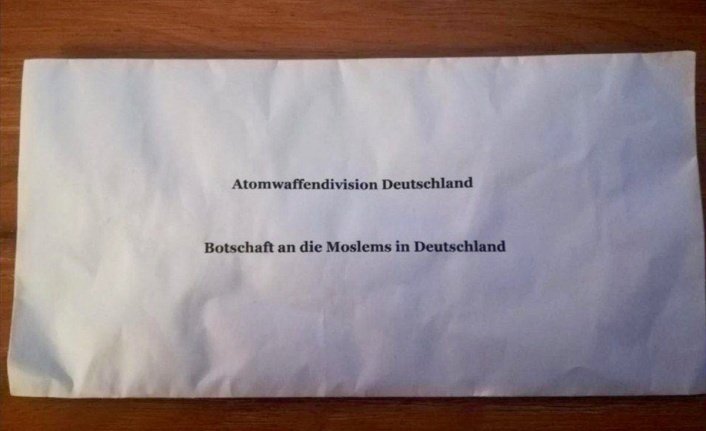 Atomwaffendivision Deutschland
Botschaft an die Moslems in Deutschland